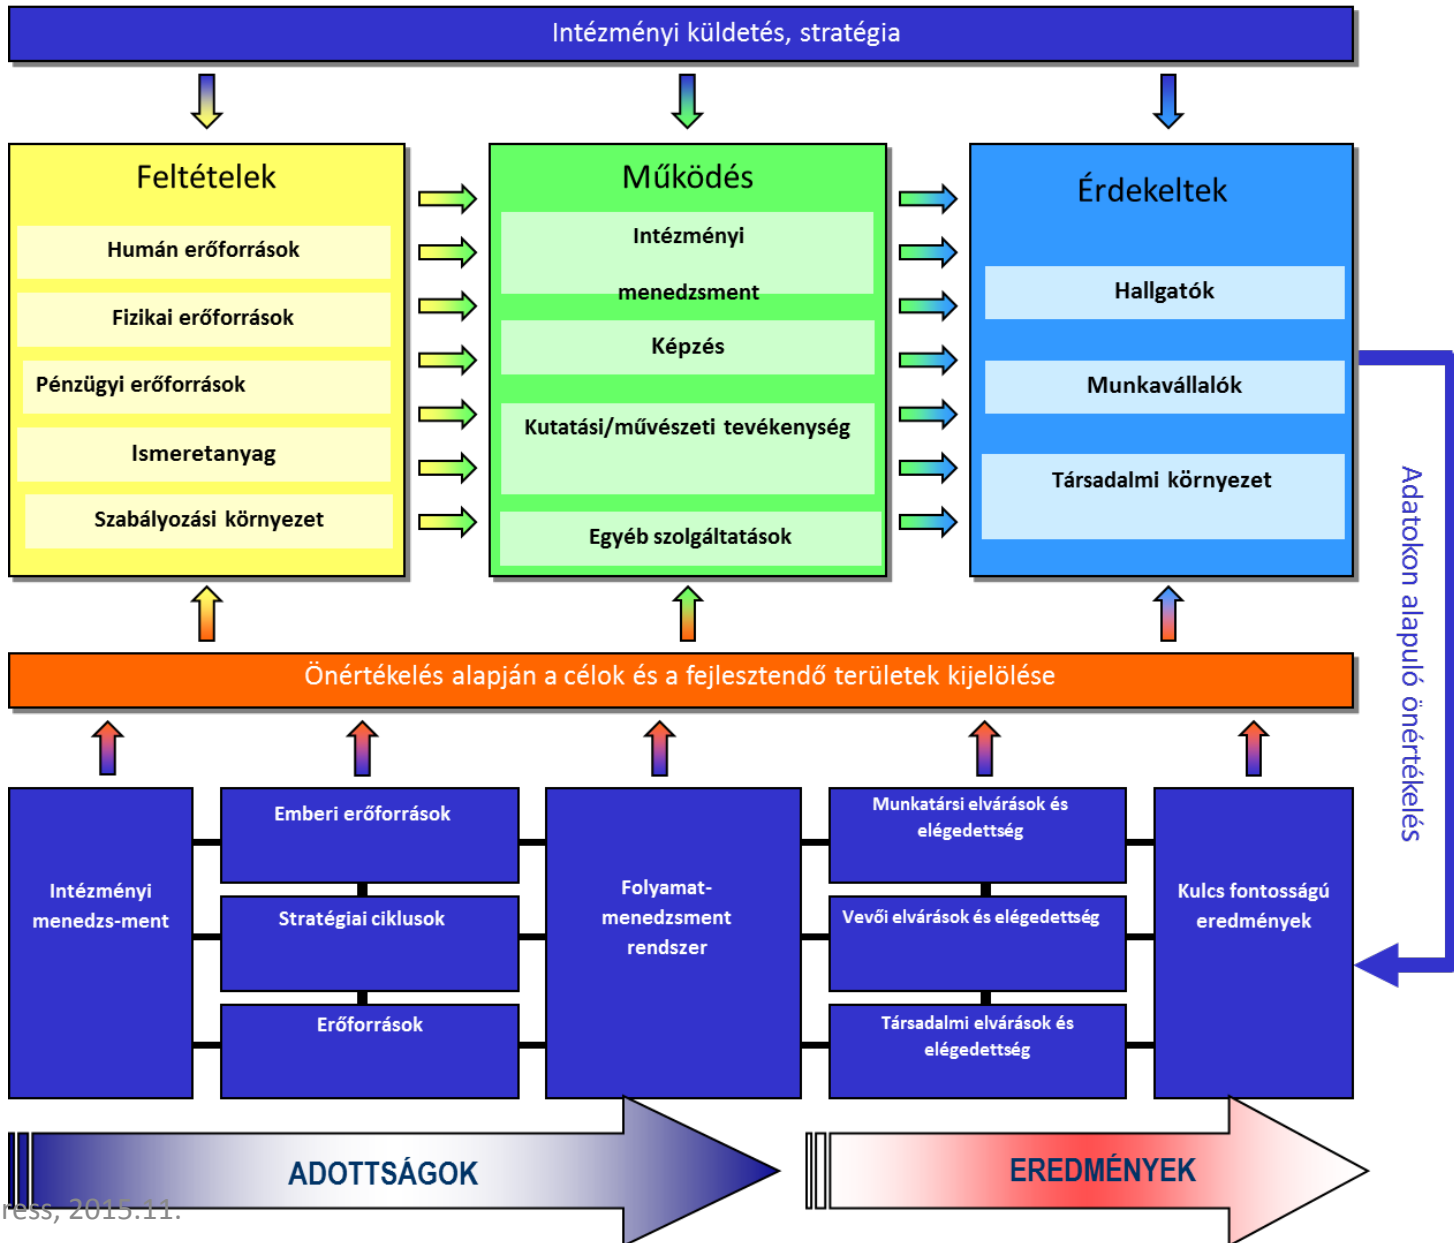 Intézményi küldetés, stratégia
Feltételek
Humán erőforrások
Fizikai erőforrások
Pénzügyi erőforrások
Ismeretanyag
Szabályozási környezet
Működés
Intézményi
menedzsment
Képzés
Kutatási/művészeti tevékenység
Egyéb szolgáltatások
Érdekeltek
Hallgatók
Munkavállalók
Társadalmi környezet
Adatokon alapuló önértékelés
Önértékelés alapján a célok és a fejlesztendő területek kijelölése
Intézményi
menedzs-ment
Emberi erőforrások
Stratégiai ciklusok
Erőforrások
Folyamat-
menedzsment
rendszer
Munkatársi elvárások és
elégedettség
Vevői elvárások és elégedettség
Társadalmi elvárások és
elégedettség
Kulcs fontosságú
eredmények
ADOTTSÁGOK
EREDMÉNYEK
ress, 2015.11.